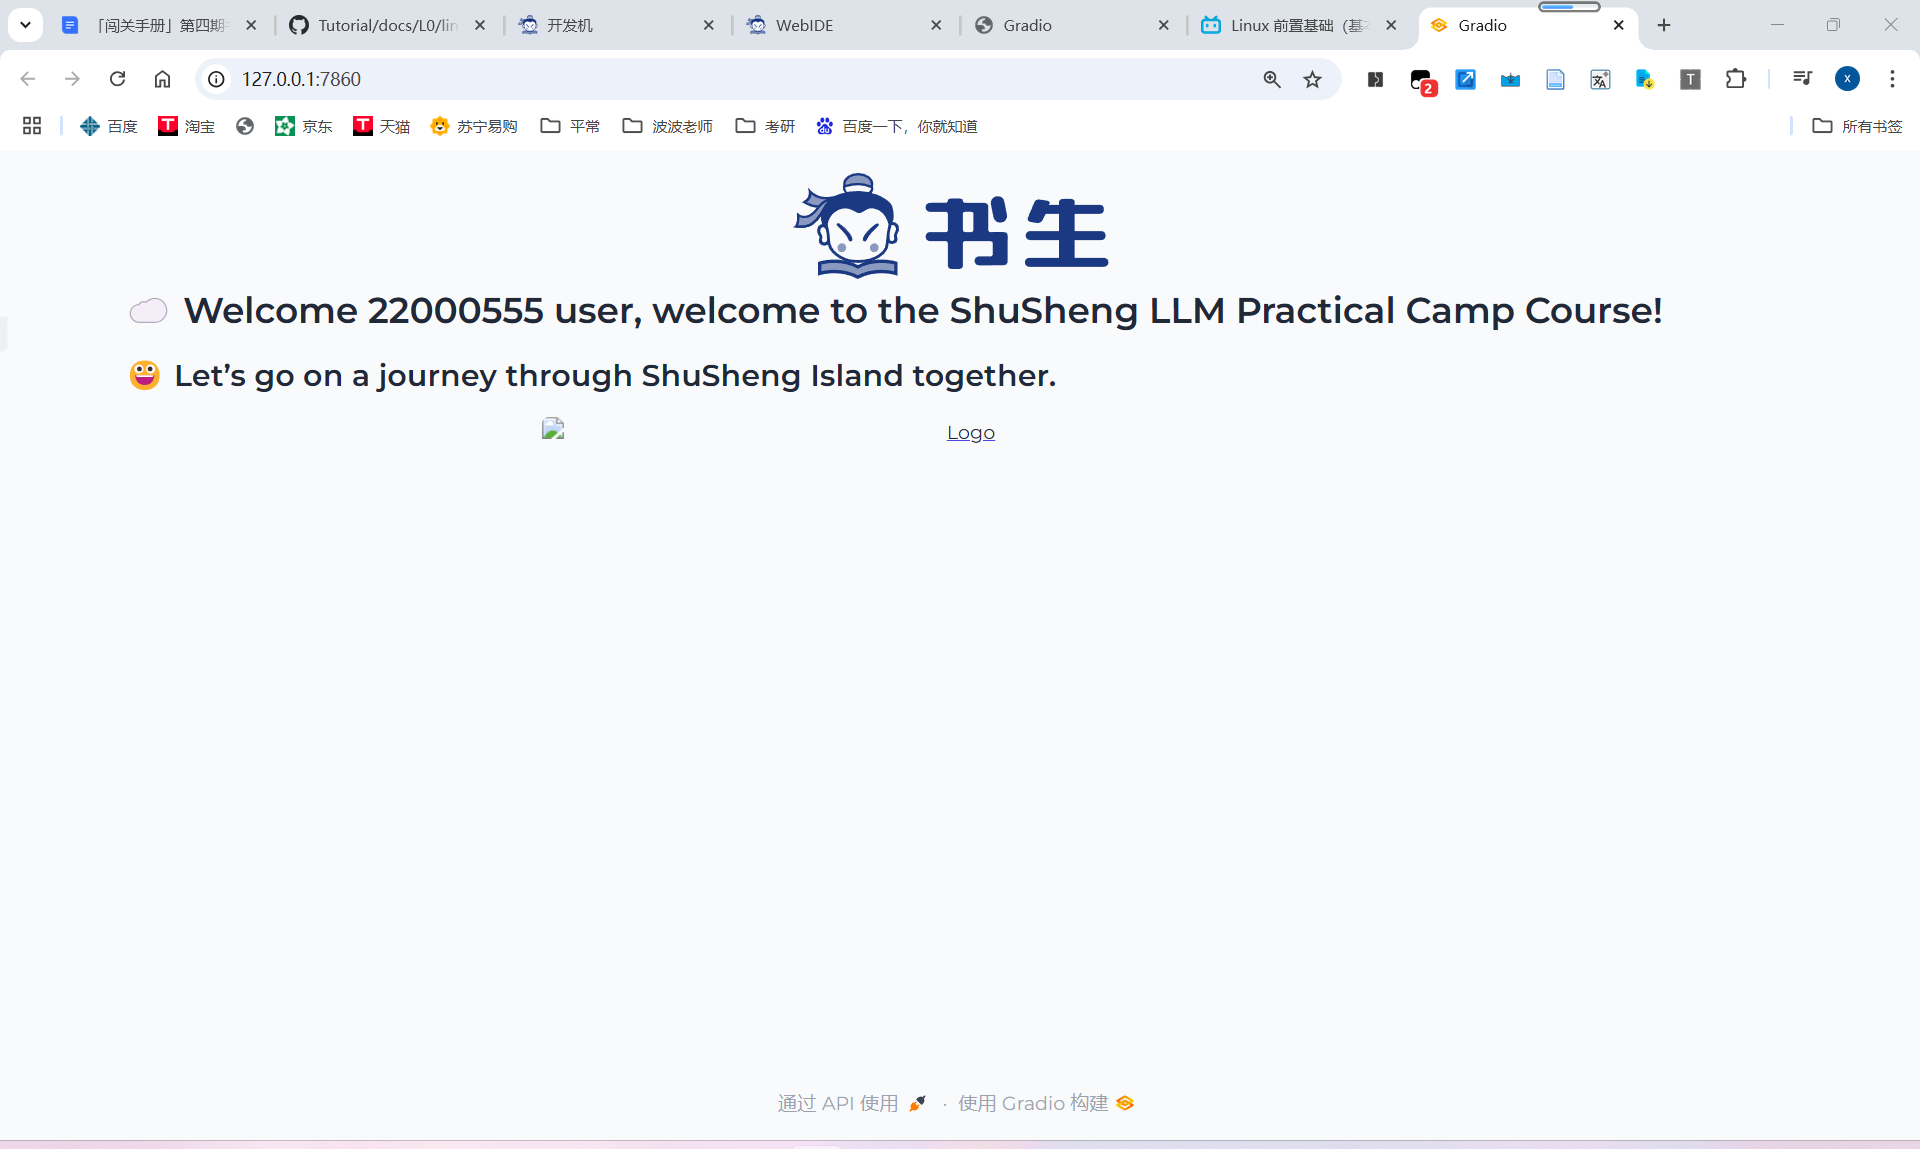 「闯关手册」第四期
Tutorial/docs/L0/lin
开发机
WebIDE
Gradio
Linux 前置基础（基
Gradio
127.0.0.1:7860
2
T
x
百度
淘宝
京东
天猫
苏宁易购
平常
波波老师
考研
百度一下，你就知道
所有书签
书生
Welcome 22000555 user, welcome to the ShuSheng LLM Practical Camp Course!
Let’s go on a journey through ShuSheng Island together.
Logo
通过 API 使用 · 使用 Gradio 构建